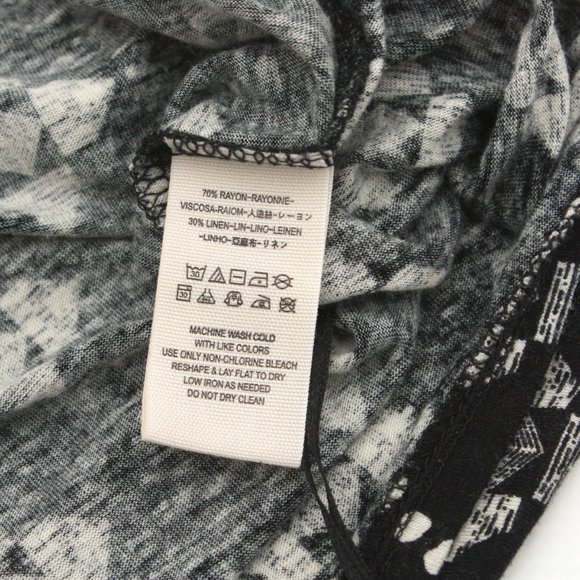 70% RAYON-RAYONNE-
VISCOSA-RAIOM-人造絲-レーヨン
30% LINEN-LIN-LINO-LEINEN
-LINHO-亞麻布-リネン
30
30
MACHINE WASH COLD
WITH LIKE COLORS
USE ONLY NON-CHLORINE BLEACH
RESHAPE & LAY FLAT TO DRY
LOW IRON AS NEEDED
DO NOT DRY CLEAN